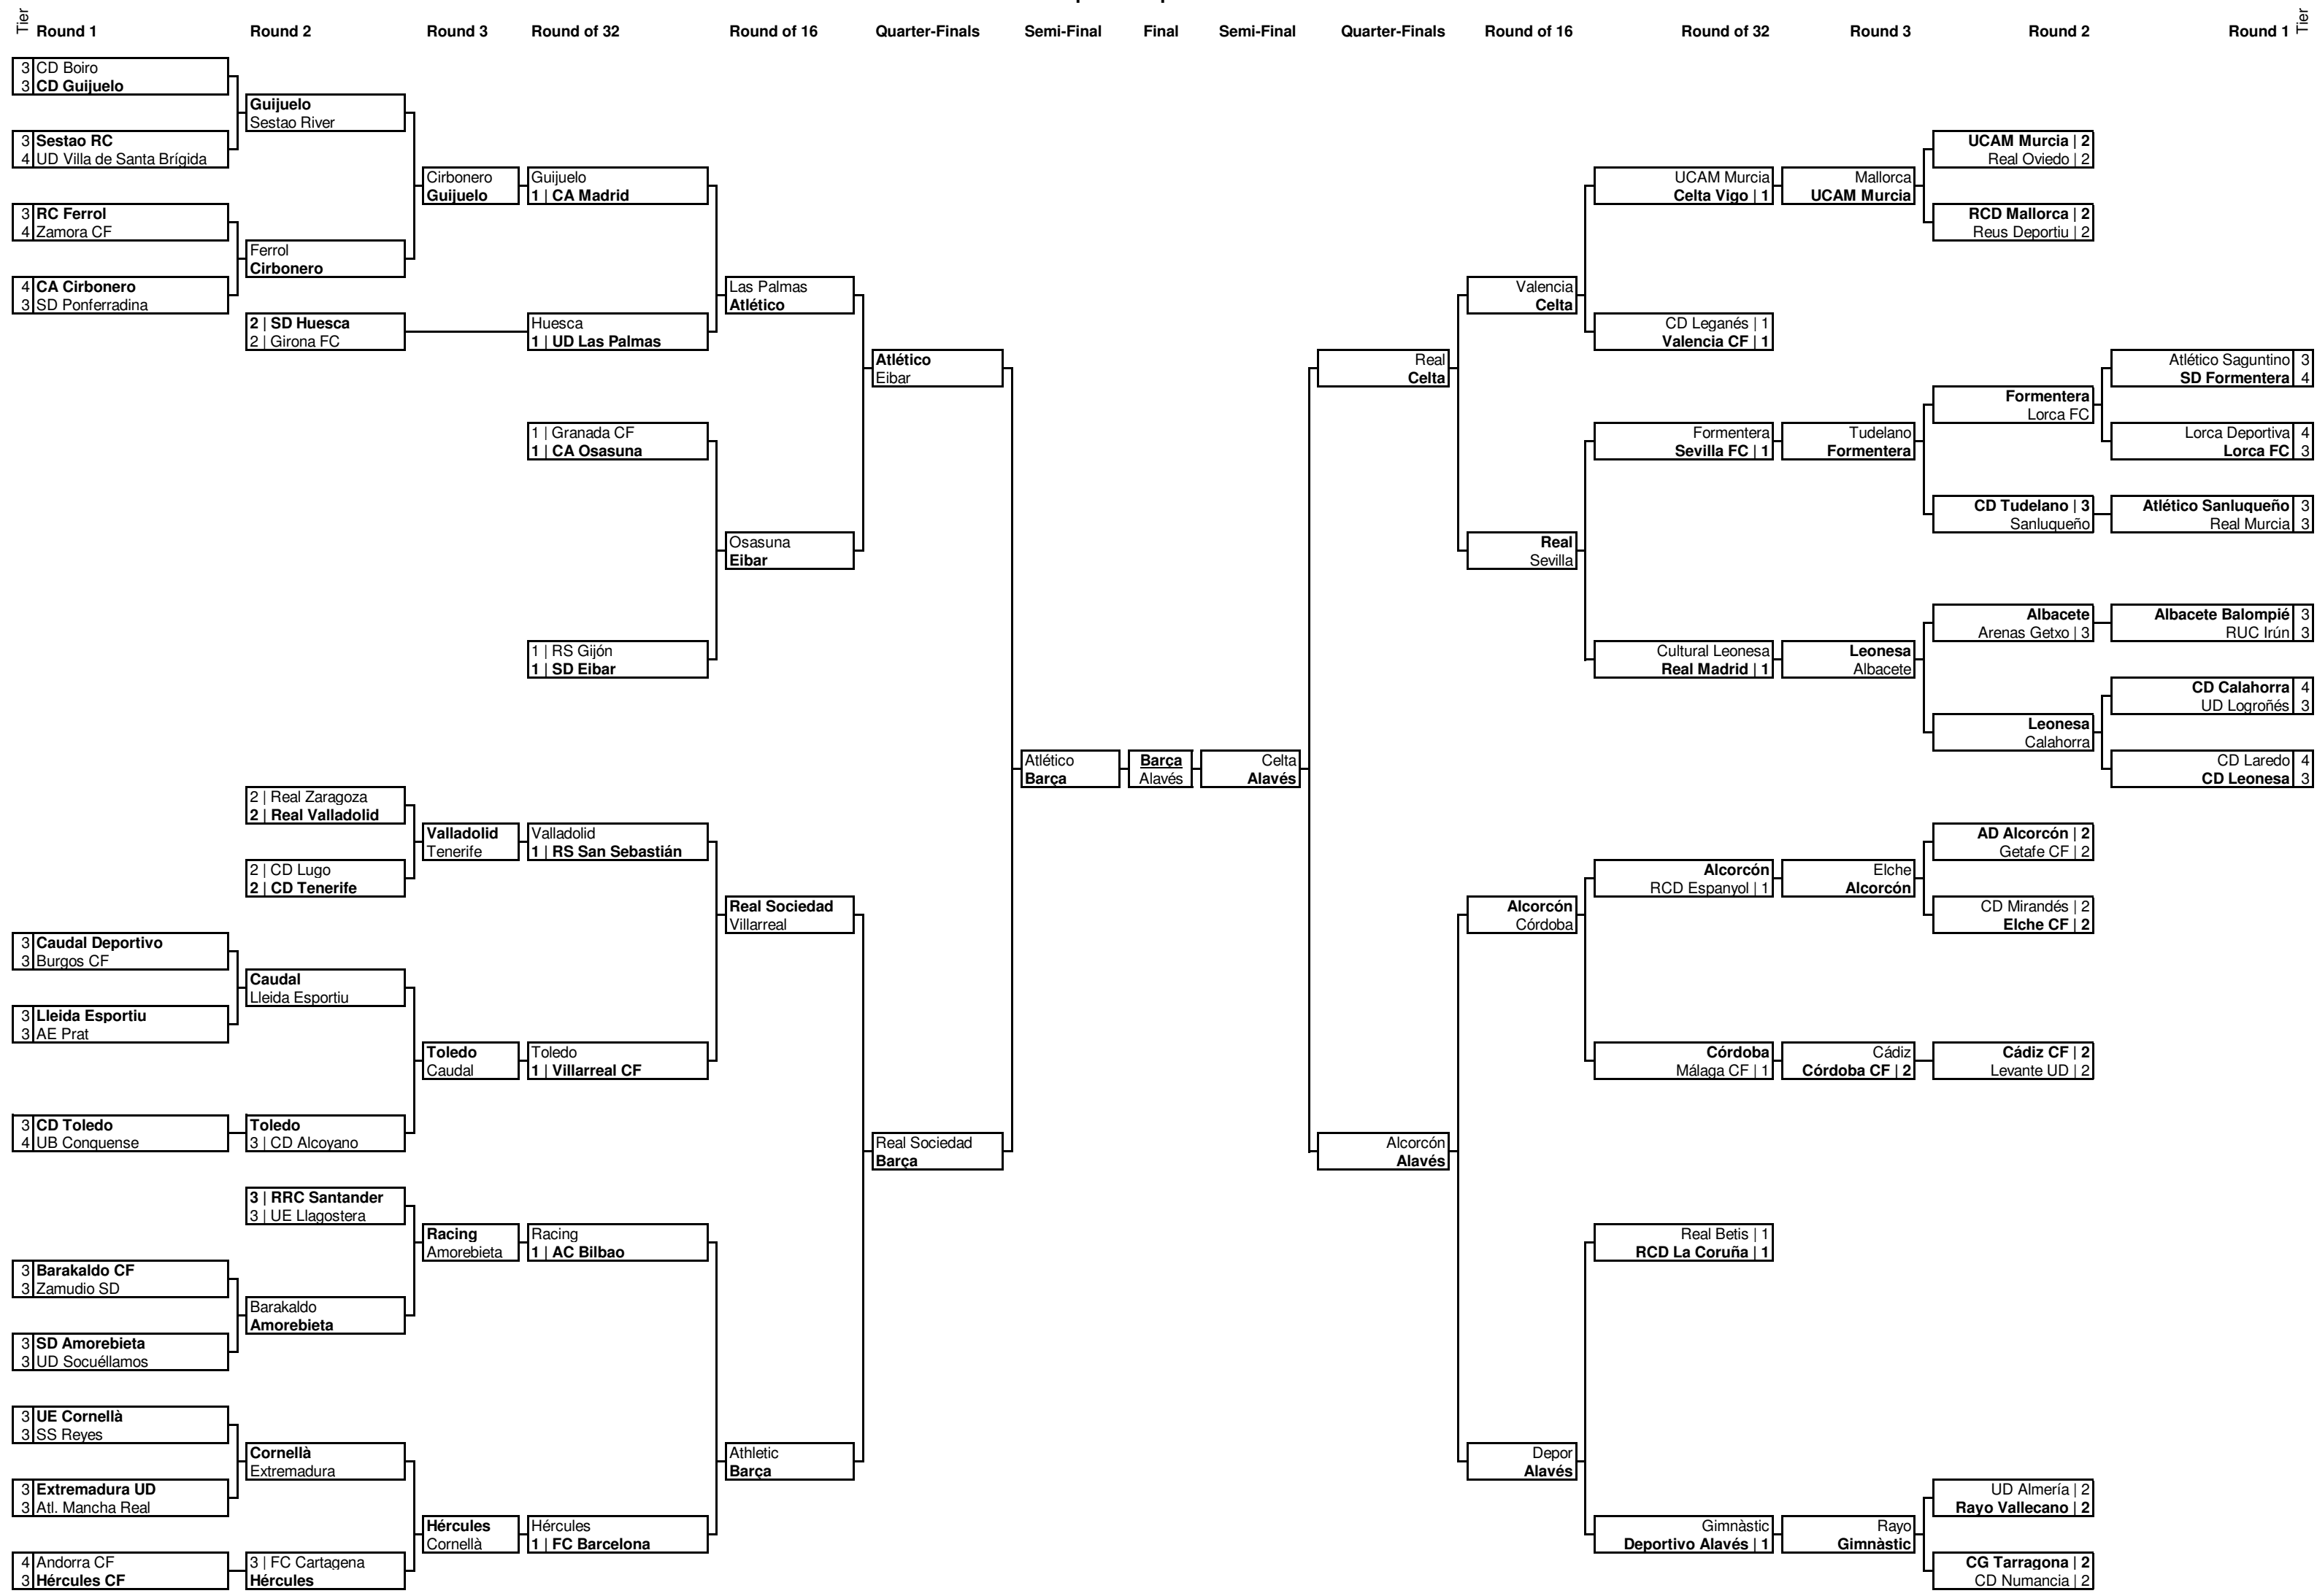 Tier
Round 1
Round 2
Round 3
Round of 32
Round of 16
Quarter-Finals
Semi-Final
Final
Semi-Final
Quarter-Finals
Round of 16
Round of 32
Round 3
Round 2
Round 1
Tier
3 CD Boiro
3 CD Guijuelo
3 Sestao RC
4 UD Villa de Santa Brígida
3 RC Ferrol
4 Zamora CF
4 CA Cirbonero
3 SD Ponferradina
3 Caudal Deportivo
3 Burgos CF
3 Lleida Esportiu
3 AE Prat
3 CD Toledo
4 UB Conquense
3 Barakaldo CF
3 Zamudio SD
3 SD Amorebieta
3 UD Socuéllamos
3 UE Cornellà
3 SS Reyes
3 Extremadura UD
3 Atl. Mancha Real
4 Andorra CF
3 Hércules CF
Guijuelo
Sestao River
Ferrol
Cirbonero
2 | SD Huesca
2 | Girona FC
2 | Real Zaragoza
2 | Real Valladolid
2 | CD Lugo
2 | CD Tenerife
Caudal
Lleida Esportiu
Toledo
3 | CD Alcoyano
3 | RRC Santander
3 | UE Llagostera
Barakaldo
Amorebieta
Cornellà
Extremadura
3 | FC Cartagena
Hércules
Cirbonero
Guijuelo
Valladolid
Tenerife
Toledo
Caudal
Racing
Amorebieta
Hércules
Cornellà
Guijuelo
1 | CA Madrid
Huesca
1 | UD Las Palmas
1 | Granada CF
1 | CA Osasuna
1 | RS Gijón
1 | SD Eibar
Valladolid
1 | RS San Sebastián
Toledo
1 | Villarreal CF
Racing
1 | AC Bilbao
Hércules
1 | FC Barcelona
Las Palmas
Atlético
Osasuna
Eibar
Real Sociedad
Villarreal
Athletic
Barça
Atlético
Eibar
Real Sociedad
Barça
Atlético
Barça
Barça
Alavés
Celta
Alavés
Real
Celta
Alcorcón
Alavés
Valencia
Celta
Real
Sevilla
Alcorcón
Córdoba
Depor
Alavés
UCAM Murcia
Celta Vigo | 1
CD Leganés | 1
Valencia CF | 1
Formentera
Sevilla FC | 1
Cultural Leonesa
Real Madrid | 1
Alcorcón
RCD Espanyol | 1
Córdoba
Málaga CF | 1
Real Betis | 1
RCD La Coruña | 1
Gimnàstic
Deportivo Alavés | 1
Mallorca
UCAM Murcia
Tudelano
Formentera
Leonesa
Albacete
Elche
Alcorcón
Cádiz
Córdoba CF | 2
Rayo
Gimnàstic
UCAM Murcia | 2
Real Oviedo | 2
RCD Mallorca | 2
Reus Deportiu | 2
Formentera
Lorca FC
CD Tudelano | 3
Sanluqueño
Albacete
Arenas Getxo | 3
Leonesa
Calahorra
AD Alcorcón | 2
Getafe CF | 2
CD Mirandés | 2
Elche CF | 2
Cádiz CF | 2
Levante UD | 2
UD Almería | 2
Rayo Vallecano | 2
CG Tarragona | 2
CD Numancia | 2
Atlético Saguntino 3
SD Formentera 4
Lorca Deportiva 4
Lorca FC 3
Atlético Sanluqueño 3
Real Murcia 3
Albacete Balompié 3
RUC Irún 3
CD Calahorra 4
UD Logroñés 3
CD Laredo 4
CD Leonesa 3